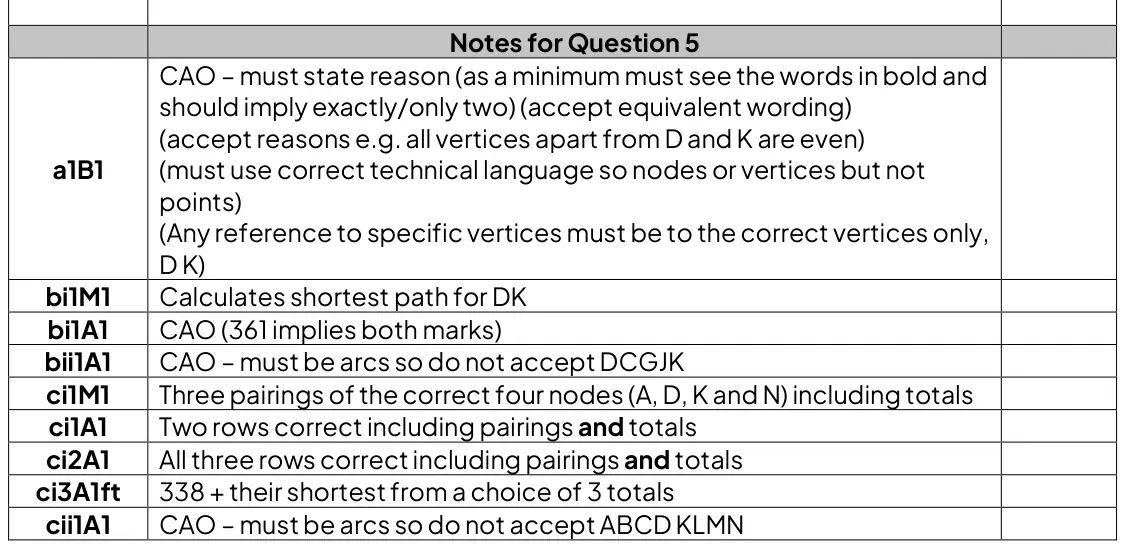 Notes for Question 5
a1B1
CAO – must state reason (as a minimum must see the words in bold and
should imply exactly/only two) (accept equivalent wording)
(accept reasons e.g. all vertices apart from D and K are even)
(must use correct technical language so nodes or vertices but not
points)
(Any reference to specific vertices must be to the correct vertices only,
D K)
bi1M1 Calculates shortest path for DK
bi1A1 CAO (361 implies both marks)
bii1A1 CAO – must be arcs so do not accept DCGJK
ci1M1 Three pairings of the correct four nodes (A, D, K and N) including totals
ci1A1 Two rows correct including pairings and totals
ci2A1 All three rows correct including pairings and totals
ci3A1ft 338 + their shortest from a choice of 3 totals
cii1A1 CAO – must be arcs so do not accept ABCD KLMN